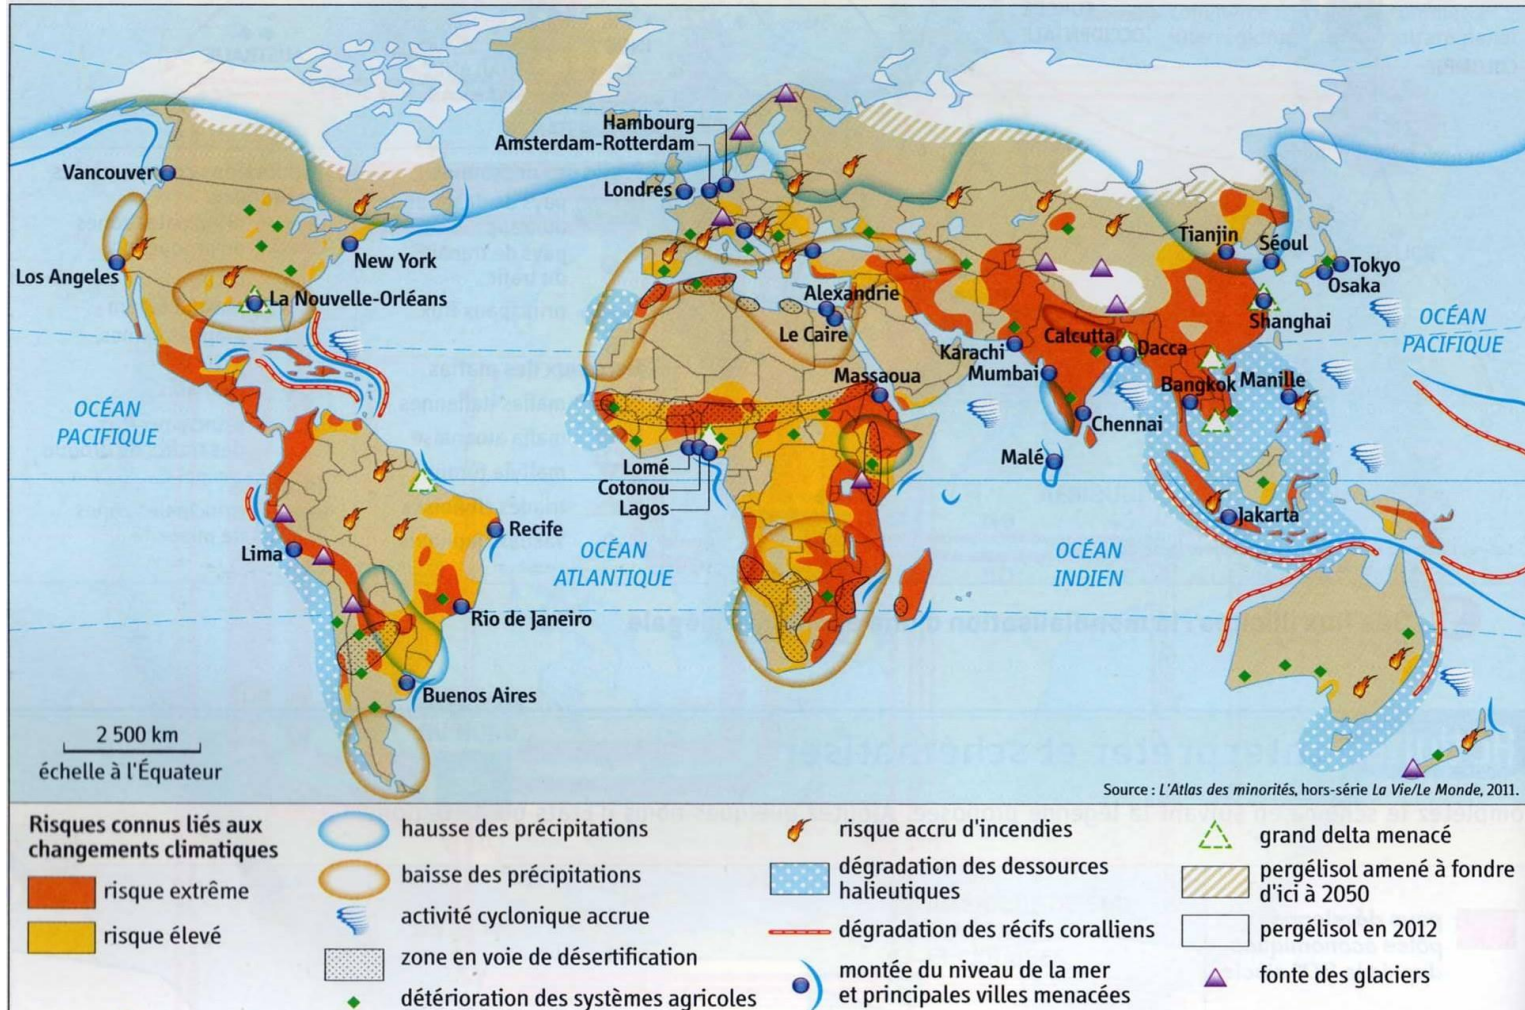 Hambourg
Amsterdam-Rotterdam
Londres
Vancouver
Los Angeles
New York
La Nouvelle-Orléans
Tianjin
Séoul
Tokyo
Osaka
Alexandrie
Le Caire
Shanghai
Calcutta
Dacca
Karachi
Mumbai
Massaoua
Bangkok
Manille
Chennai
OCÉAN
PACIFIQUE
OCÉAN
PACIFIQUE
Malé
Lomé
Cotonou
Lagos
Jakarta
Recife
Lima
OCÉAN
ATLANTIQUE
OCÉAN
INDIEN
Rio de Janeiro
Buenos Aires
2 500 km
échelle à l'Équateur
Source : L'Atlas des minorités, hors-série La Vie/Le Monde, 2011.
Risques connus liés aux
changements climatiques
risque extrême
risque élevé
hausse des précipitations
baisse des précipitations
activité cyclonique accrue
zone en voie de désertification
détérioration des systèmes agricoles
risque accru d'incendies
dégradation des dessources
halieutiques
dégradation des récifs coralliens
montée du niveau de la mer
et principales villes menacées
grand delta menacé
pergélisol amené à fondre
d'ici à 2050
pergélisol en 2012
fonte des glaciers